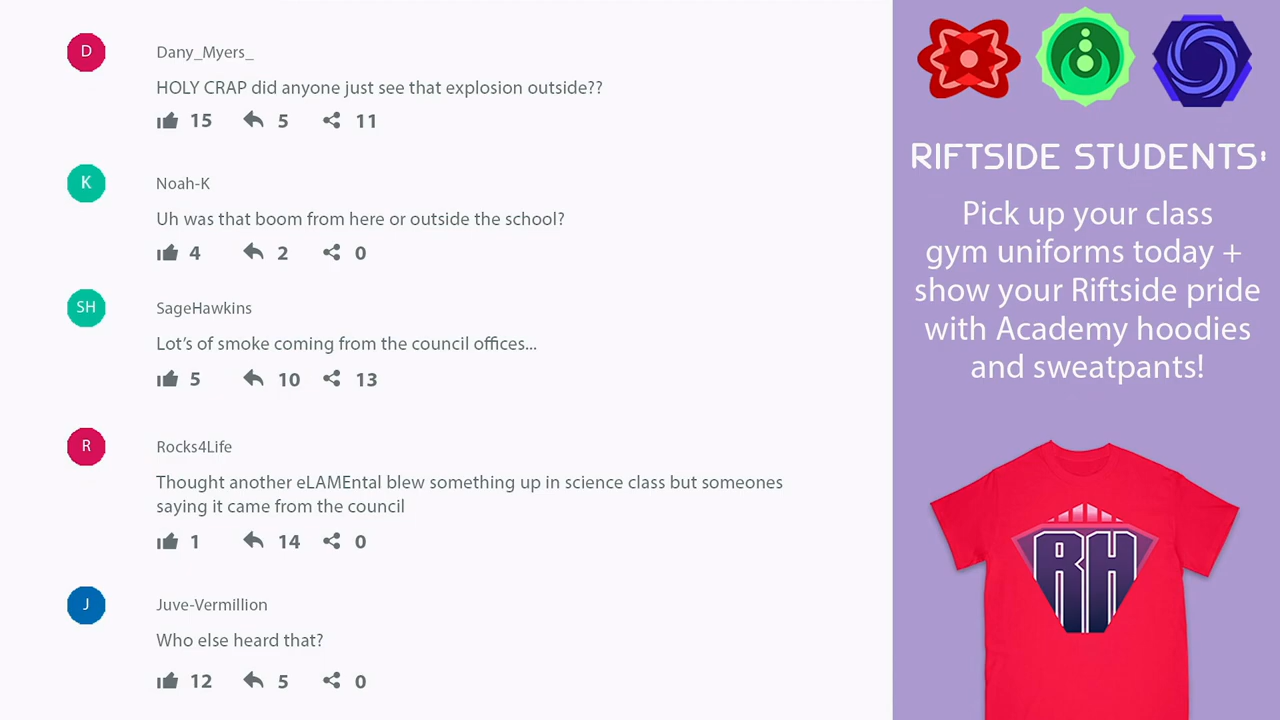 D
Dany_Myers_
HOLY CRAP did anyone just see that explosion outside??
15 5 11
K
Noah-K
Uh was that boom from here or outside the school?
4 2 0
SH
SageHawkins
Lot's of smoke coming from the council offices...
5 10 13
R
Rocks4Life
Thought another eLAMEntal blew something up in science class but someones
saying it came from the council
1 14 0
J
Juve-Vermillion
Who else heard that?
12 5 0
RIFTSIDE STUDENTS:
Pick up your class
gym uniforms today +
show your Riftside pride
with Academy hoodies
and sweatpants!
RH